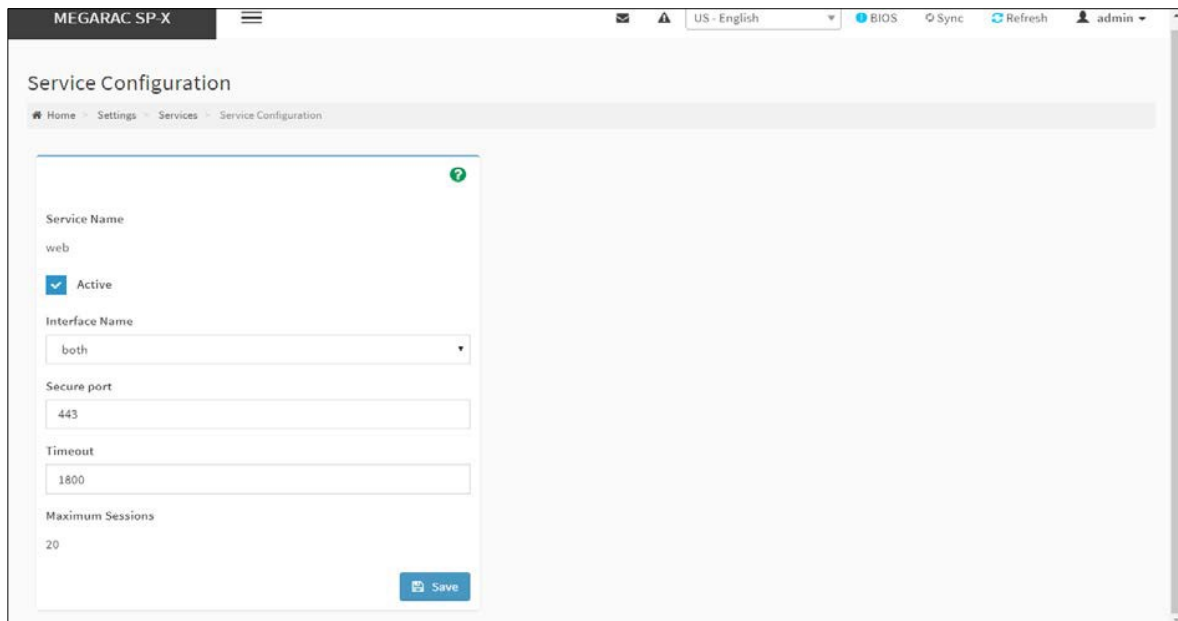 MEGARAC SP-X US - English BIOS Sync Refresh admin
Service Configuration
Home Settings Services Service Configuration
Service Name
web
Active
Interface Name
both
Secure port
443
Timeout
1800
Maximum Sessions
20
Save